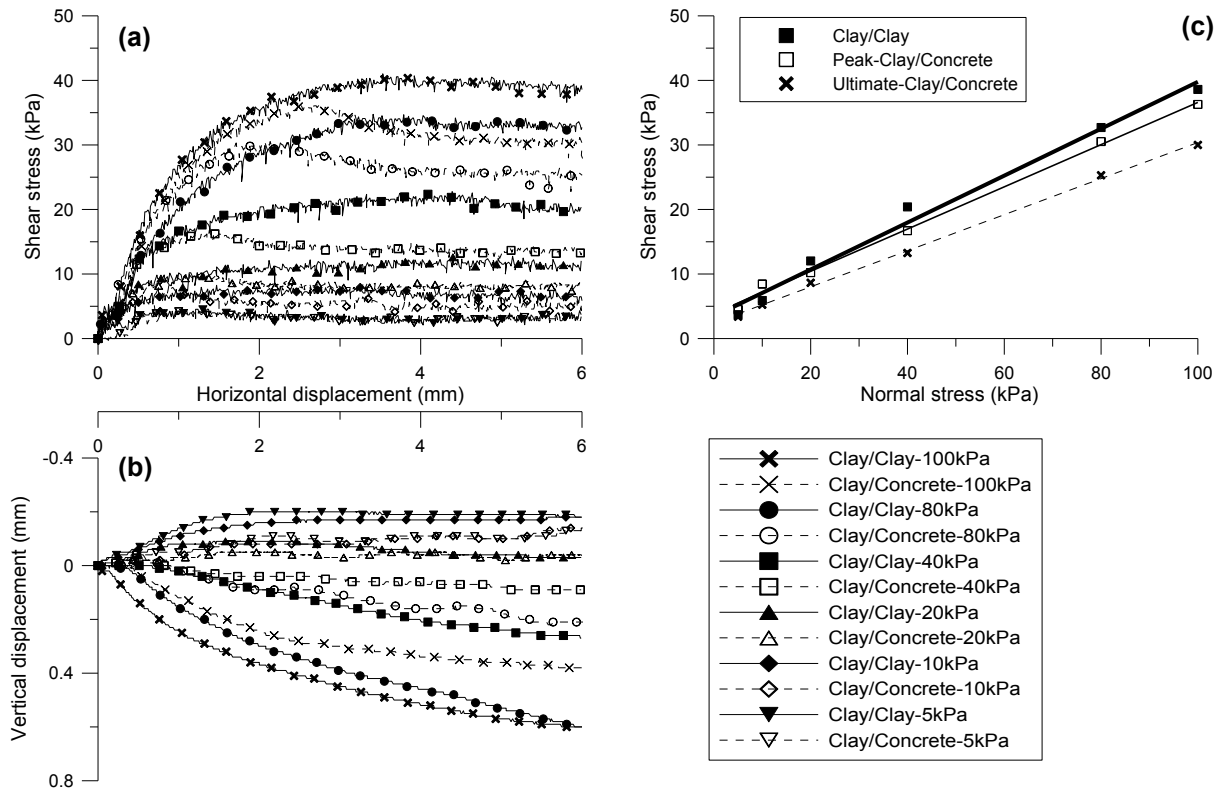 (a)
50
40
30
20
10
0
Shear stress (kPa)
0 2 4 6
Horizontal displacement (mm)
0 2 4 6
(b)
-0.4
0
0.4
0.8
Vertical displacement (mm)
(c)
Clay/Clay
Peak-Clay/Concrete
Ultimate-Clay/Concrete
50
40
30
20
10
0
Shear stress (kPa)
0 20 40 60 80 100
Normal stress (kPa)
Clay/Clay-100kPa
Clay/Concrete-100kPa
Clay/Clay-80kPa
Clay/Concrete-80kPa
Clay/Clay-40kPa
Clay/Concrete-40kPa
Clay/Clay-20kPa
Clay/Concrete-20kPa
Clay/Clay-10kPa
Clay/Concrete-10kPa
Clay/Clay-5kPa
Clay/Concrete-5kPa